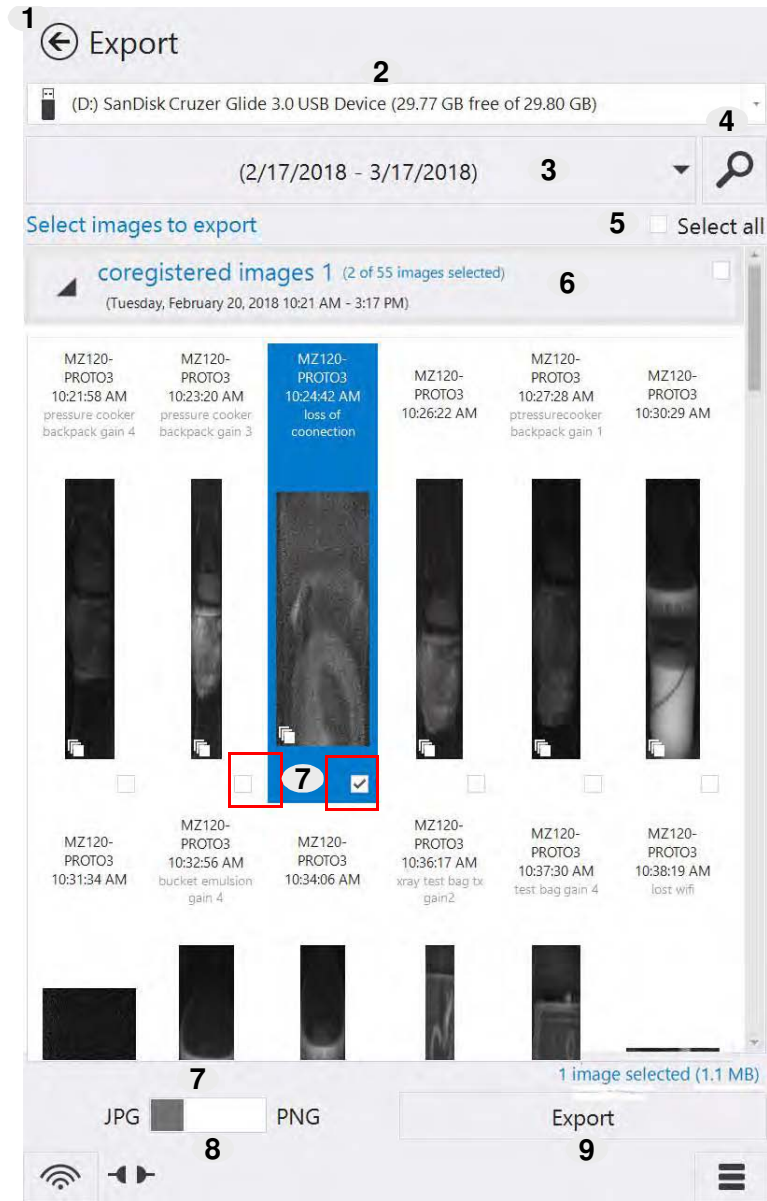 1
Export
2
(D:) SanDisk Cruzer Glide 3.0 USB Device (29.77 GB free of 29.80 GB)
4
(2/17/2018 - 3/17/2018)
3
Select images to export
5
Select all
coregistered images 1 (2 of 55 images selected)
6
(Tuesday, February 20, 2018 10:21 AM - 3:17 PM)
MZ120-
PROTO3
10:21:58 AM
pressure cooker
backpack gain 4
MZ120-
PROTO3
10:23:20 AM
pressure cooker
backpack gain 3
MZ120-
PROTO3
10:24:42 AM
loss of
coonection
MZ120-
PROTO3
10:26:22 AM
MZ120-
PROTO3
10:27:28 AM
ptressurecooker
backpack gain 1
MZ120-
PROTO3
10:30:29 AM
7
MZ120-
PROTO3
10:31:34 AM
MZ120-
PROTO3
10:32:56 AM
bucket emulsion
gain 4
MZ120-
PROTO3
10:34:06 AM
MZ120-
PROTO3
10:36:17 AM
xray test bag tx
gain2
MZ120-
PROTO3
10:37:30 AM
test bag gain 4
MZ120-
PROTO3
10:38:19 AM
lost wifi
1 image selected (1.1 MB)
7
JPG
PNG
Export
8
9